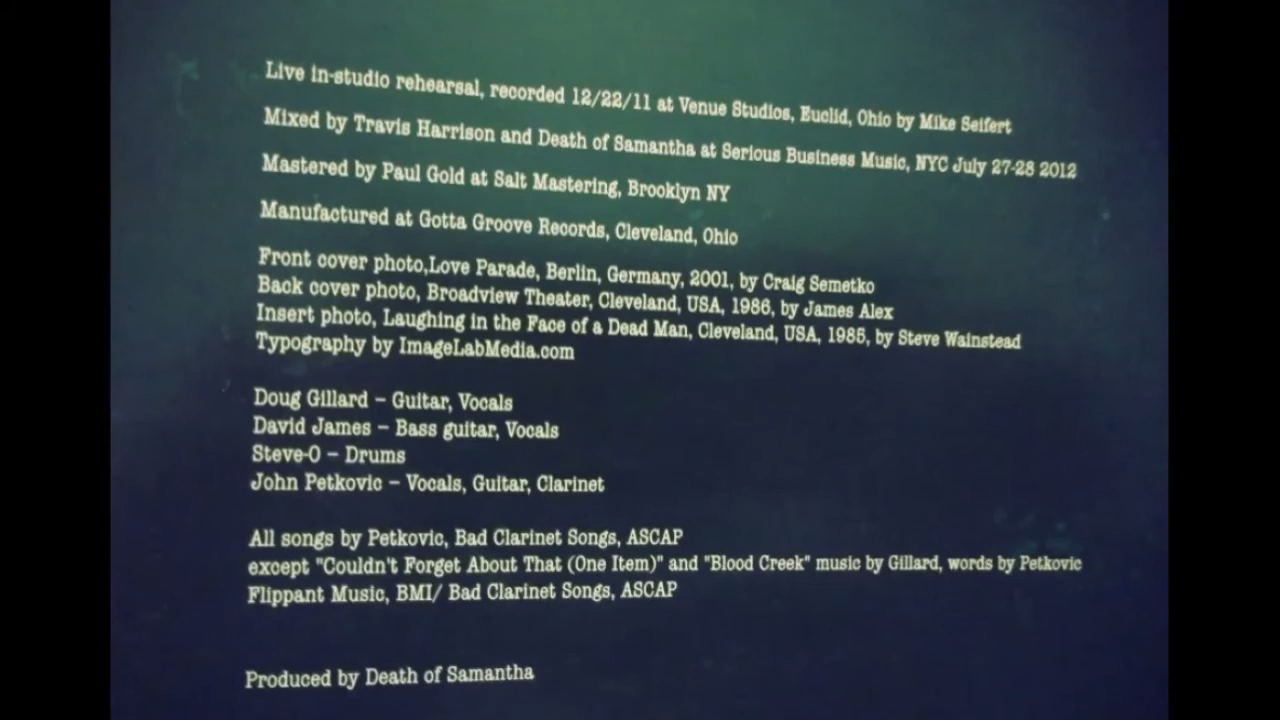 Live in-studio rehearsal, recorded 12/22/11 at Venue Studios, Euclid, Ohio by Mike Seifert
Mixed by Travis Harrison and Death of Samantha at Serious Business Music, NYC July 27-28 2012
Mastered by Paul Gold at Salt Mastering, Brooklyn NY
Manufactured at Gotta Groove Records, Cleveland, Ohio
Front cover photo,Love Parade, Berlin, Germany, 2001, by Craig Semetko
Back cover photo, Broadview Theater, Cleveland, USA, 1986, by James Alex
Insert photo, Laughing in the Face of a Dead Man, Cleveland, USA, 1985, by Steve Wainstead
Typography by ImageLabMedia.com
Doug Gillard – Guitar, Vocals
David James – Bass guitar, Vocals
Steve-O – Drums
John Petkovic – Vocals, Guitar, Clarinet
All songs by Petkovic, Bad Clarinet Songs, ASCAP
except "Couldn't Forget About That (One Item)" and "Blood Creek" music by Gillard, words by Petkovic
Flippant Music, BMI/ Bad Clarinet Songs, ASCAP
Produced by Death of Samantha